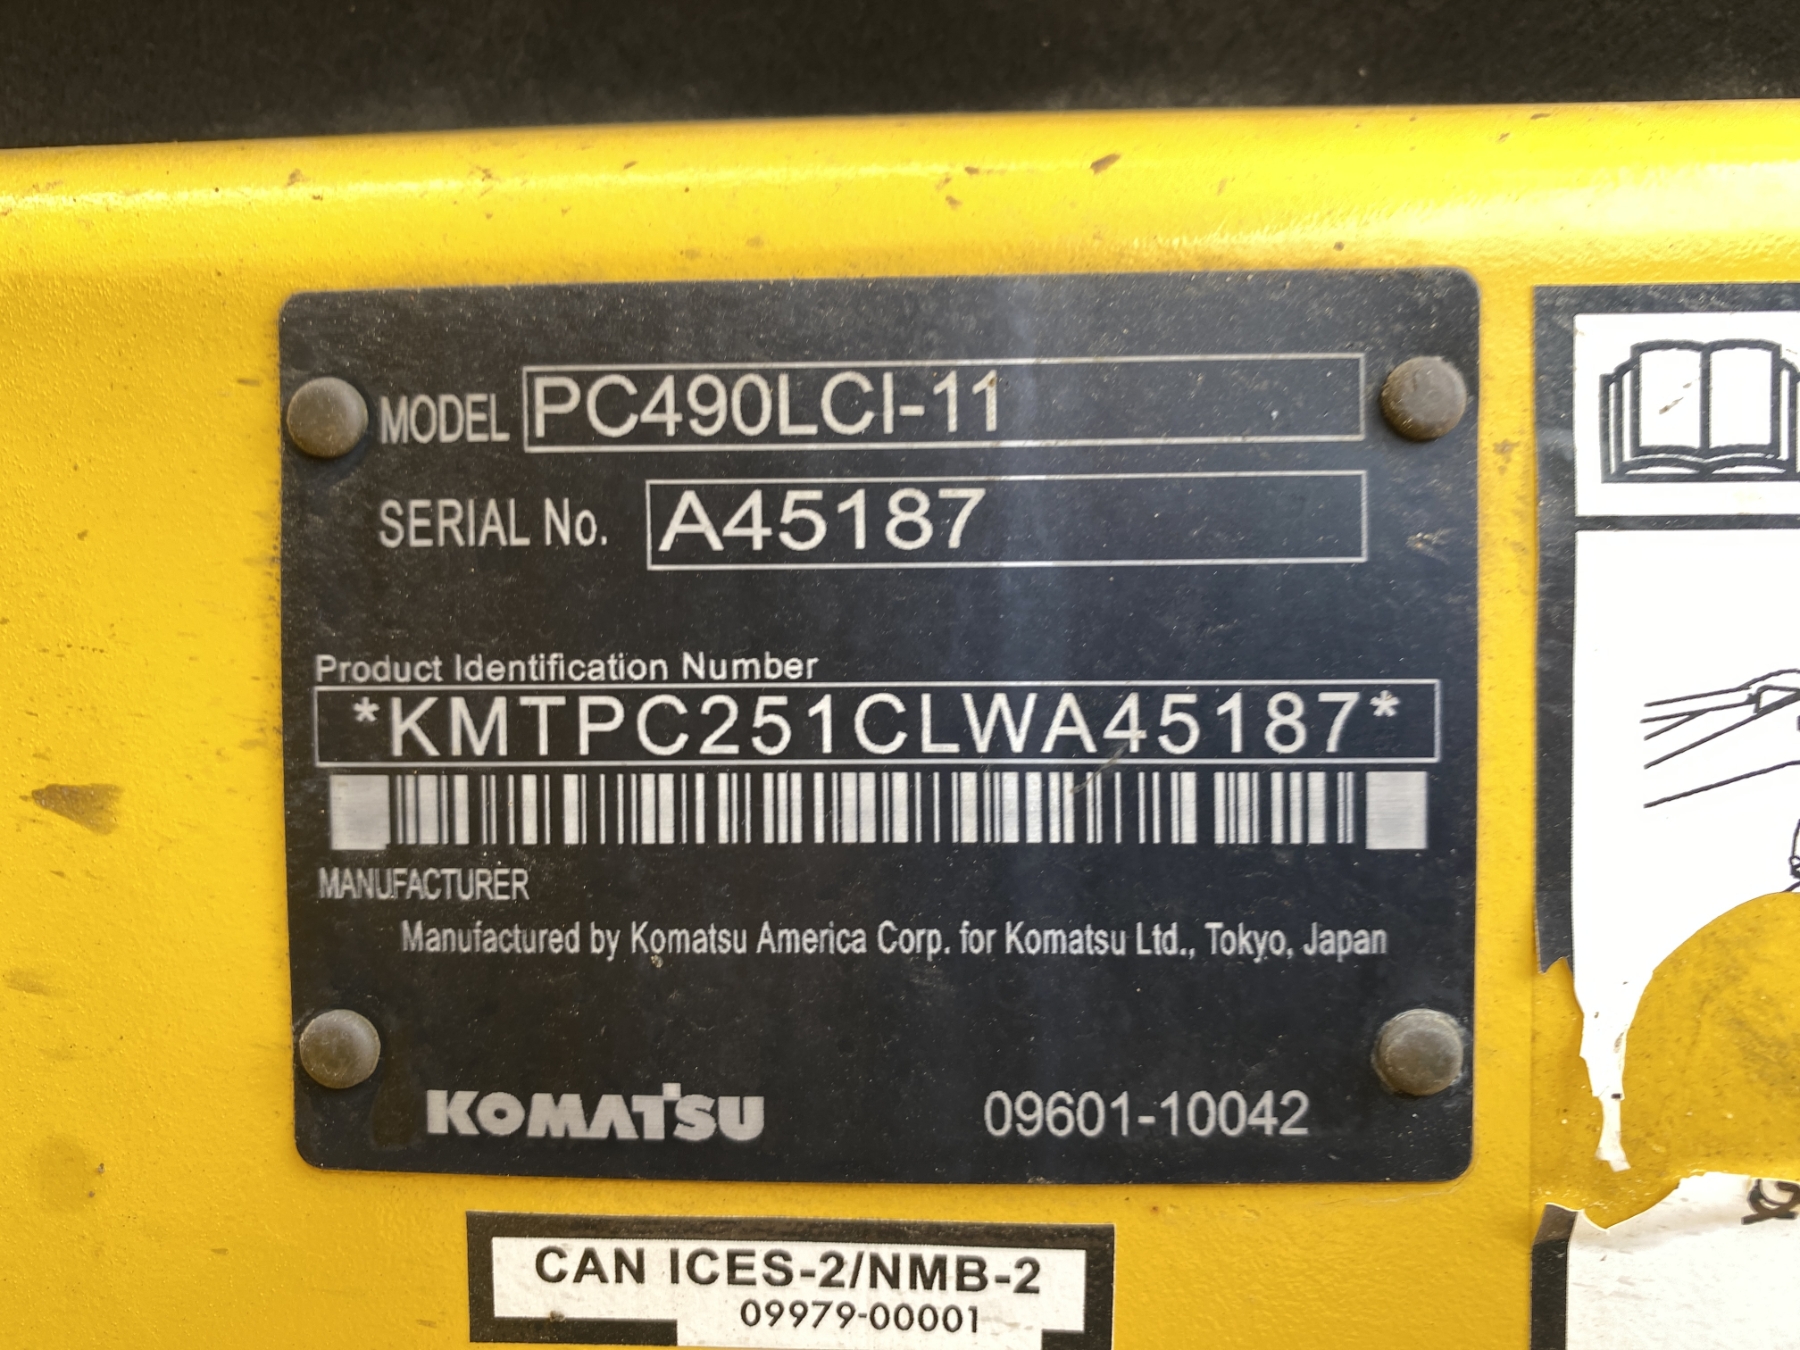 MODEL PC490LCI-11
SERIAL No. A45187
Product Identification Number
*KMTPC251CLWA45187*
MANUFACTURER
Manufactured by Komatsu America Corp. for Komatsu Ltd., Tokyo, Japan
KOMATSU 09601-10042
CAN ICES-2/NMB-2
09979-00001